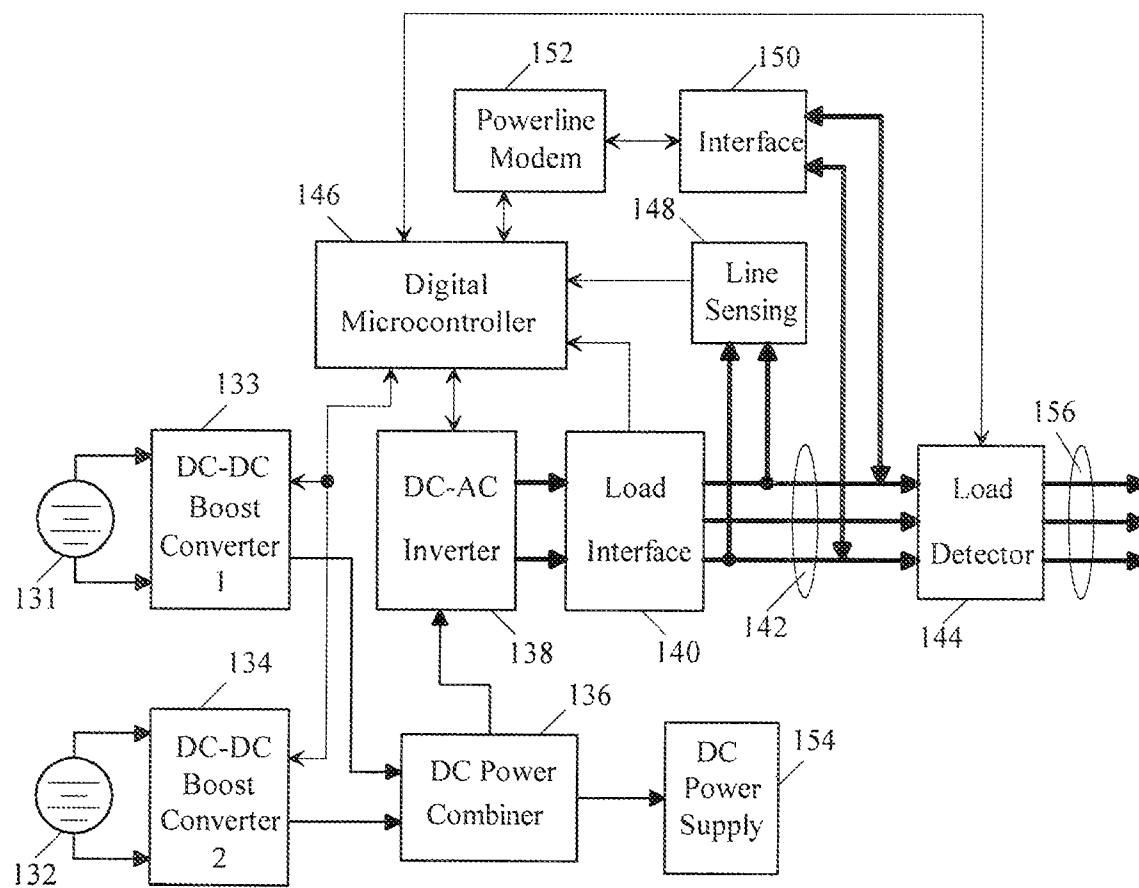 152
150
Powerline
Modem
Interface
146
148
Digital
Microcontroller
Line
Sensing
133
156
DC-DC
Boost
Converter
1
DC-AC
Inverter
Load
Interface
Load
Detector
131
138
140
142
144
134
136
DC-DC
Boost
Converter
2
DC Power
Combiner
DC
Power
Supply
154
132